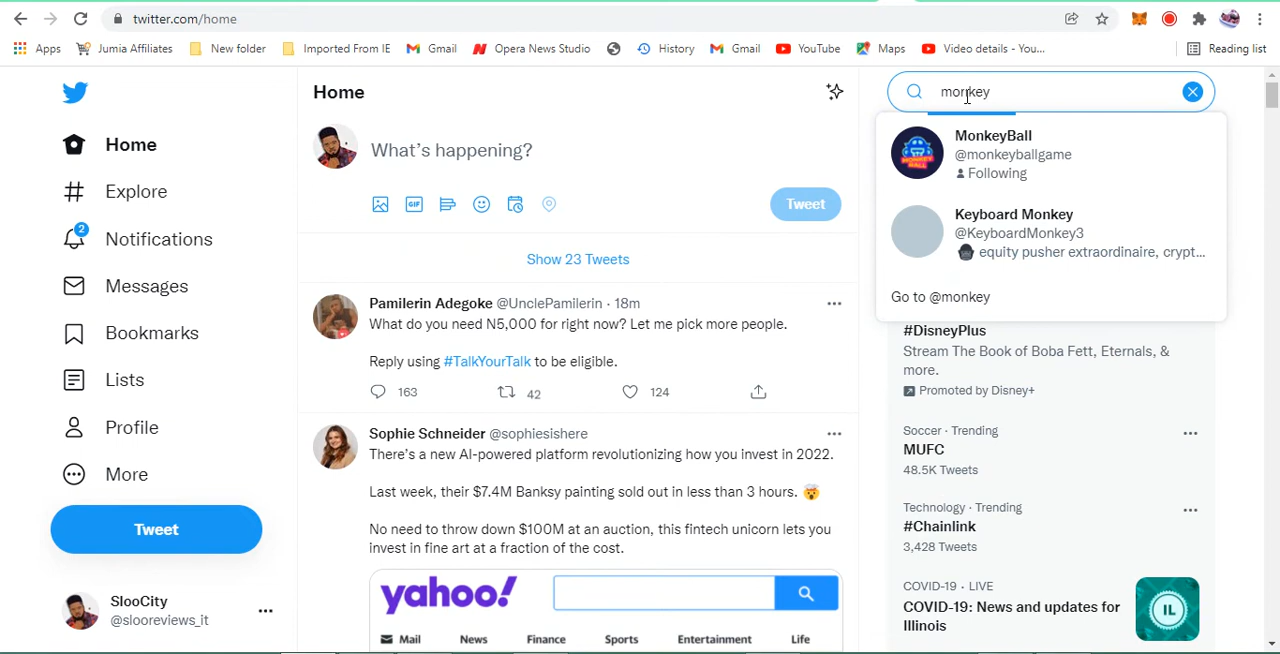 twitter.com/home
Apps
Jumia Affiliates
New folder
Imported From IE
Gmail
Opera News Studio
History
Gmail
YouTube
Maps
Video details - You...
Reading list
Home
Explore
2
Notifications
Messages
Bookmarks
Lists
Profile
More
Tweet
SlooCity
@slooreviews_it
Home
What's happening?
GIF
Tweet
Show 23 Tweets
Pamilerin Adegoke @UnclePamilerin · 18m
What do you need N5,000 for right now? Let me pick more people.
Reply using #TalkYourTalk to be eligible.
163
42
124
Sophie Schneider @sophiesishere
There's a new AI-powered platform revolutionizing how you invest in 2022.
Last week, their $7.4M Banksy painting sold out in less than 3 hours. 🤯
No need to throw down $100M at an auction, this fintech unicorn lets you
invest in fine art at a fraction of the cost.
yahoo!
Mail
News
Finance
Sports
Entertainment
Life
monkey
MONKEY
BALL
MonkeyBall
@monkeyballgame
Following
Keyboard Monkey
@KeyboardMonkey3
equity pusher extraordinaire, crypt...
Go to @monkey
#DisneyPlus
Stream The Book of Boba Fett, Eternals, &
more.
Promoted by Disney+
Soccer · Trending
MUFC
48.5K Tweets
Technology · Trending
#Chainlink
3,428 Tweets
COVID-19 · LIVE
COVID-19: News and updates for
Illinois
IL